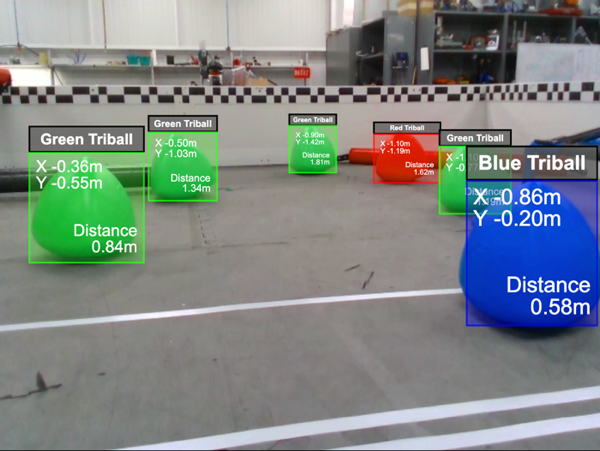 Green Triball
X -0.36m
Y -0.55m
Distance
0.84m
Green Triball
X -0.50m
Y -1.03m
Distance
1.34m
Green Triball
X -0.90m
Y -1.42m
Distance
1.81m
Red Triball
X -1.10m
Y -1.19m
Distance
1.62m
Green Triball
Distance
Blue Triball
X -0.86m
Y -0.20m
Distance
0.58m